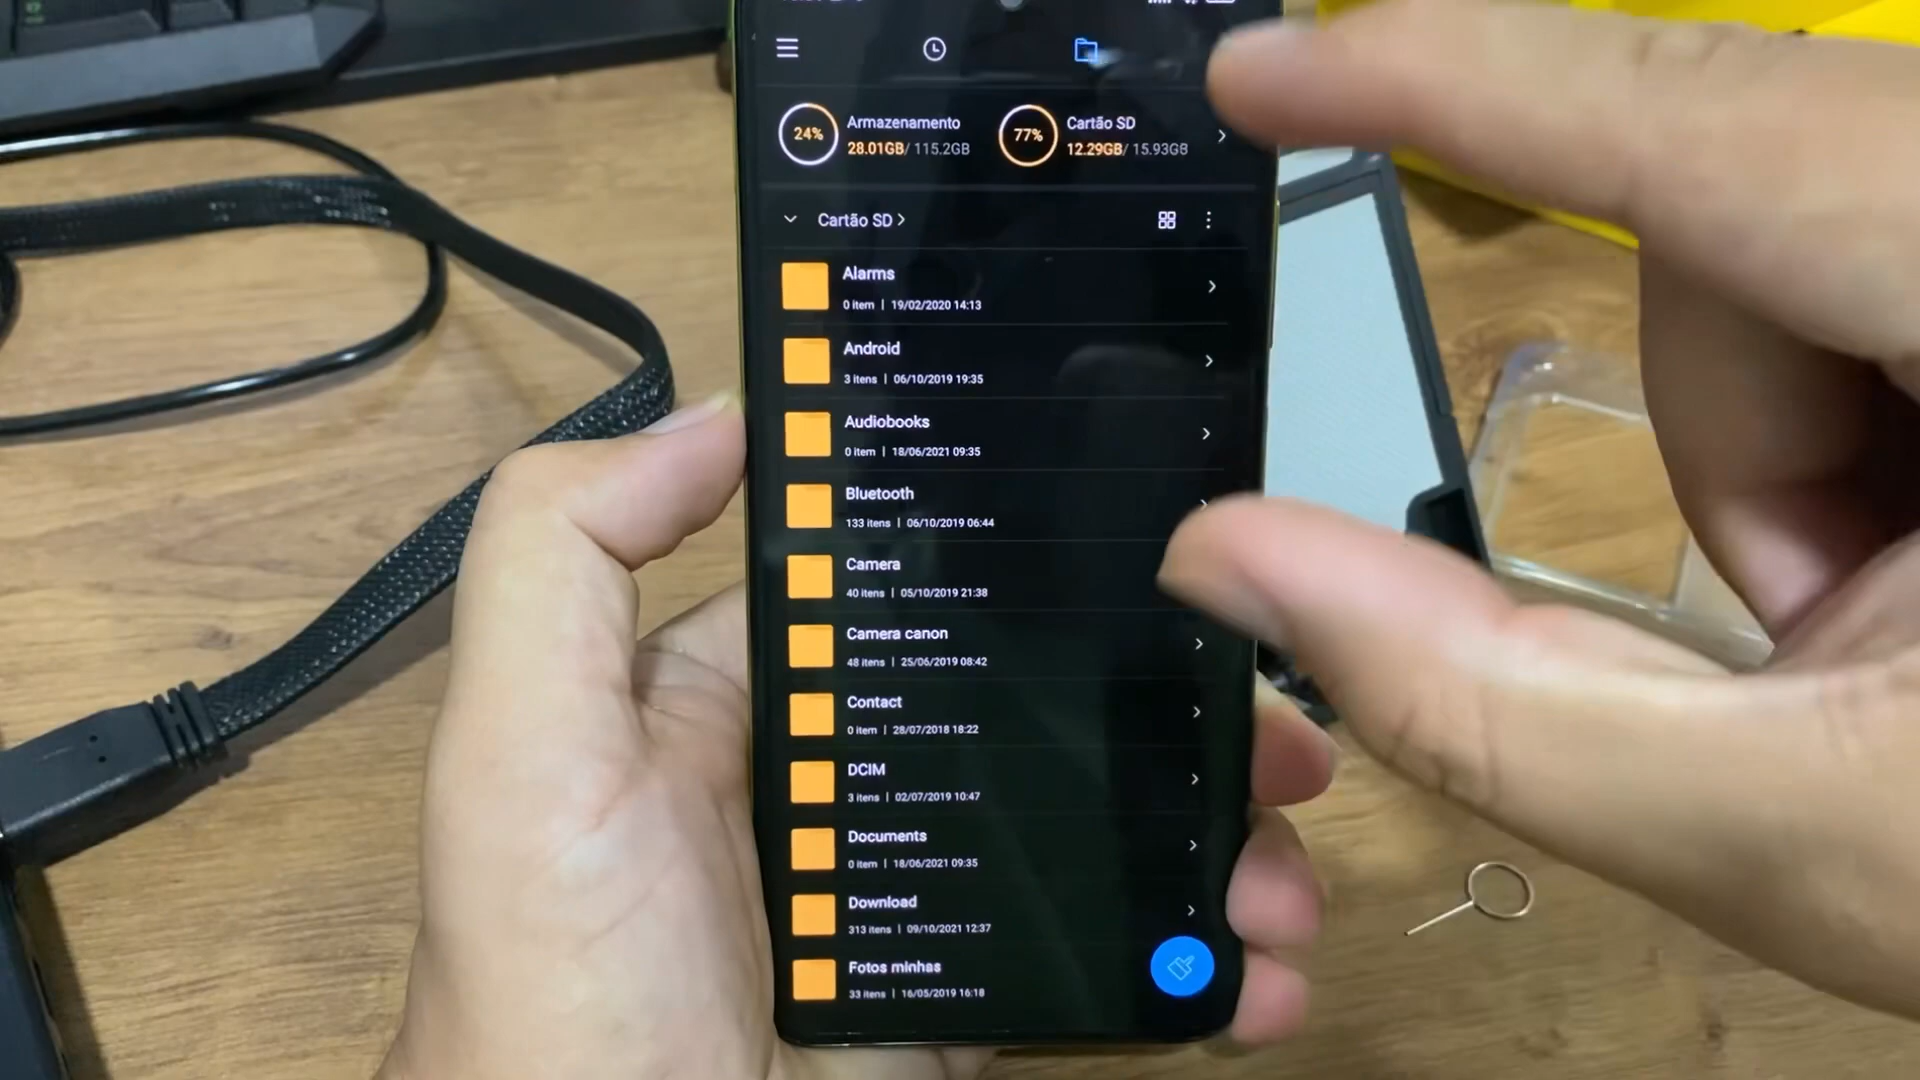 24%
Armazenamento
28.01GB/ 115.2GB
77%
Cartão SD
12.29GB/ 15.93GB
Cartão SD
Alarms
0 item | 19/02/2020 14:13
Android
3 itens | 06/10/2019 19:35
Audiobooks
0 item | 18/06/2021 09:35
Bluetooth
133 itens | 06/10/2019 06:44
Camera
40 itens | 05/10/2019 21:38
Camera canon
48 itens | 25/06/2019 08:42
Contact
0 item | 28/07/2018 18:22
DCIM
3 itens | 02/07/2019 10:47
Documents
0 item | 18/06/2021 09:35
Download
313 itens | 09/10/2021 12:37
Fotos minhas
33 itens | 16/05/2019 16:18